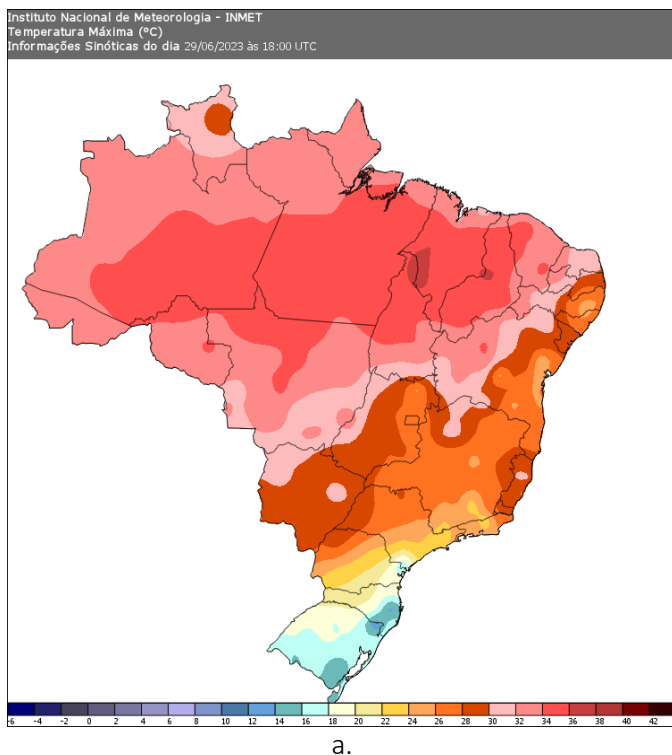 Instituto Nacional de Meteorologia - INMET
Temperatura Máxima (°C)
Informações Sinóticas do dia 29/06/2023 às 18:00 UTC
-6 -4 -2 0 2 4 6 8 10 12 14 16 18 20 22 24 26 28 30 32 34 36 38 40 42
a.